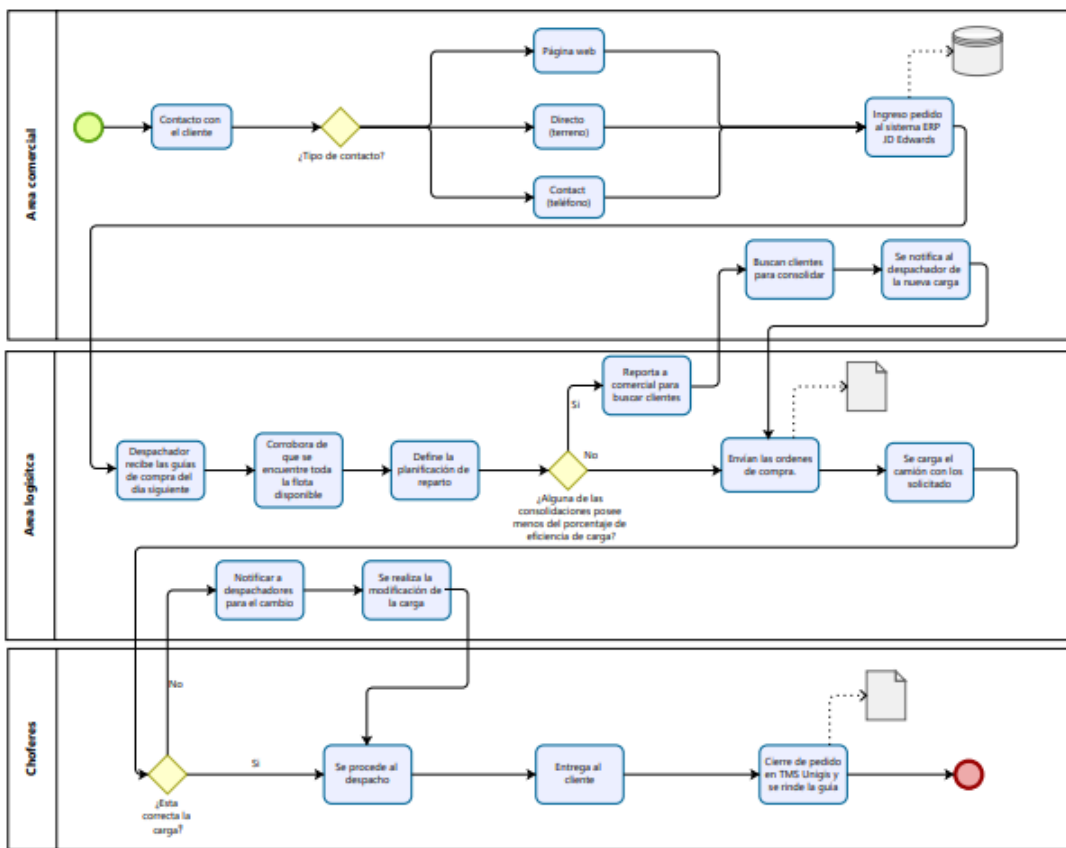 Area comercial
Contacto con
el cliente
¿Tipo de contacto?
Página web
Directo
(terreno)
Contact
(teléfono)
Ingreso pedido
al sistema ERP
JD Edwards
Buscan clientes
para consolidar
Se notifica al
despachador de
la nueva carga
Area logísitca
Despachador
recibe las guías
de compra del
día siguiente
Corrobora de
que se
encuentre toda
la flota
disponible
Define la
planificación de
reparto
¿Alguna de las
consolidaciones posee
menos del porcentaje de
eficiencia de carga?
Si
No
Reporta a
comercial para
buscar clientes
Envían las ordenes
de compra.
Se carga el
camión con los
solicitado
Notificar a
despachadores
para el cambio
Se realiza la
modificación de
la carga
Choferes
No
Si
¿Esta
correcta la
carga?
Se procede al
despacho
Entrega al
cliente
Cierre de pedido
en TMS Unigis y
se rinde la guía